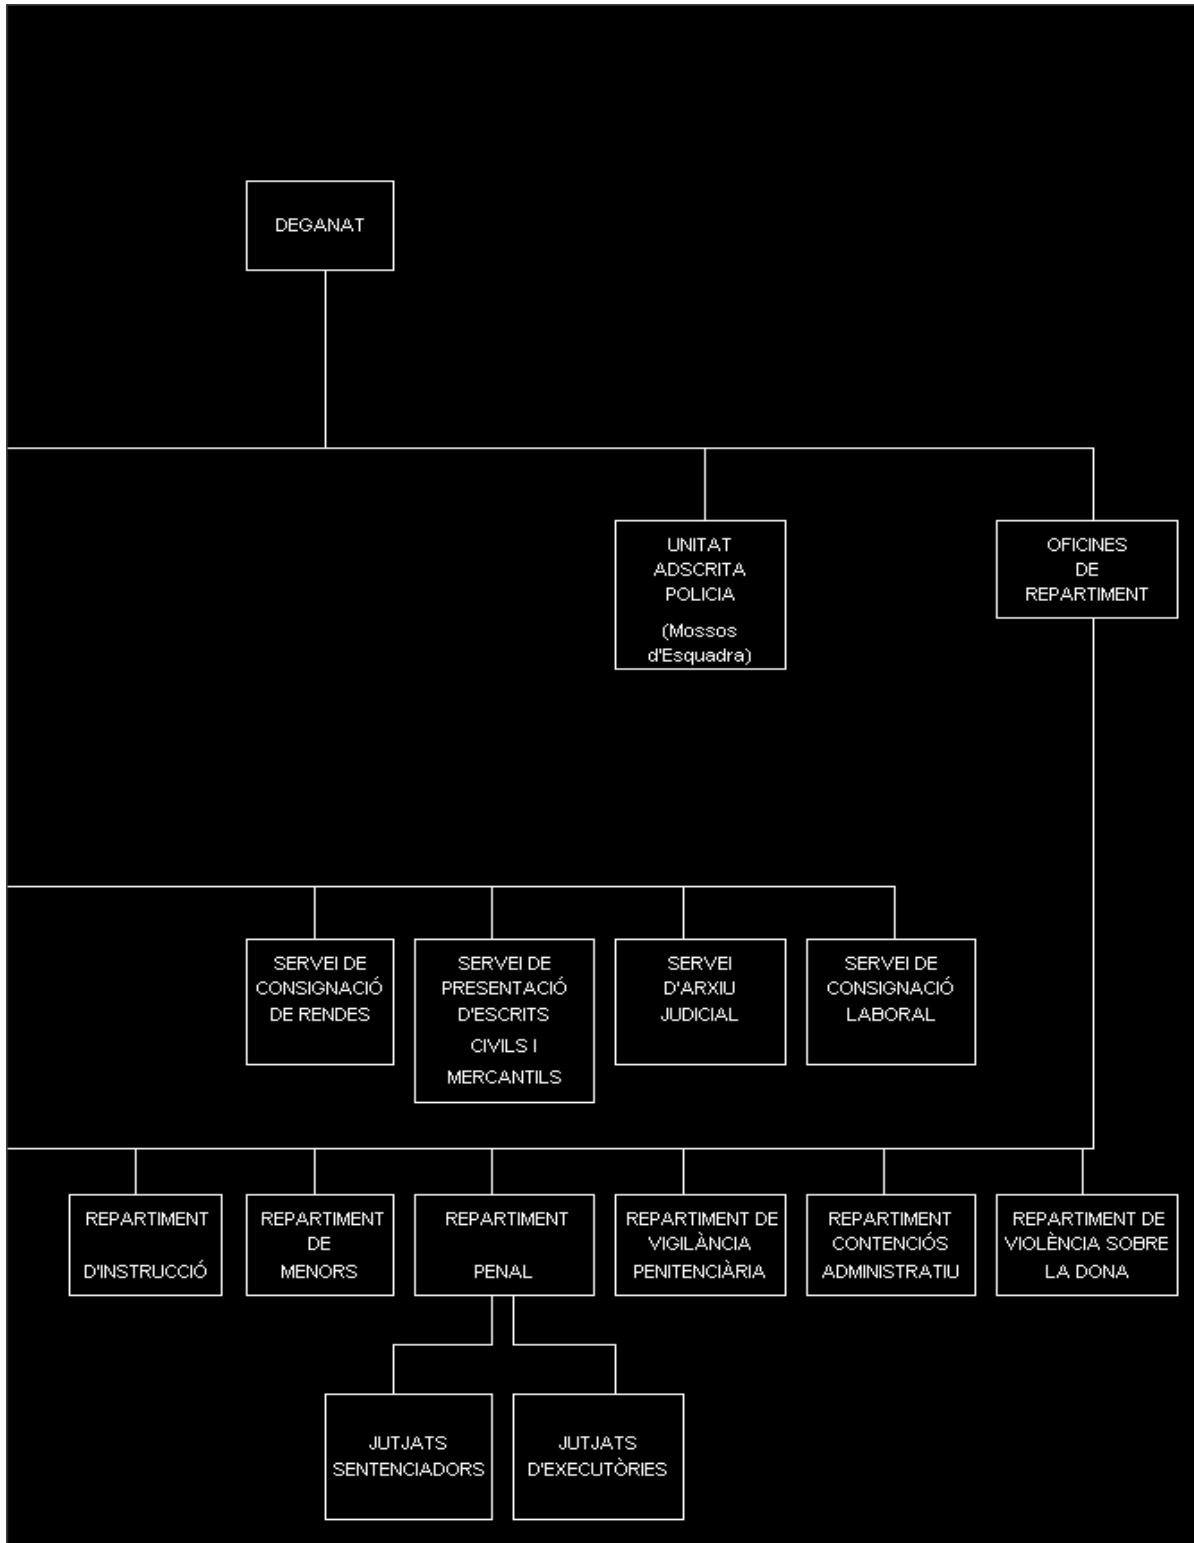 DEGANAT
UNITAT
ADSCRITA
POLICIA
(Mossos
d'Esquadra)
OFICINES
DE
REPARTIMENT
SERVEI DE
CONSIGNACIÓ
DE RENDES
SERVEI DE
PRESENTACIÓ
D'ESCRITS
CIVILS I
MERCANTILS
SERVEI
D'ARXIU
JUDICIAL
SERVEI DE
CONSIGNACIÓ
LABORAL
REPARTIMENT
D'INSTRUCCIÓ
REPARTIMENT
DE
MENORS
REPARTIMENT
PENAL
REPARTIMENT DE
VIGILÀNCIA
PENITENCIÀRIA
REPARTIMENT
CONTENCIÓS
ADMINISTRATIU
REPARTIMENT DE
VIOLÈNCIA SOBRE
LA DONA
JUTJATS
SENTENCIADORS
JUTJATS
D'EXECUTÒRIES